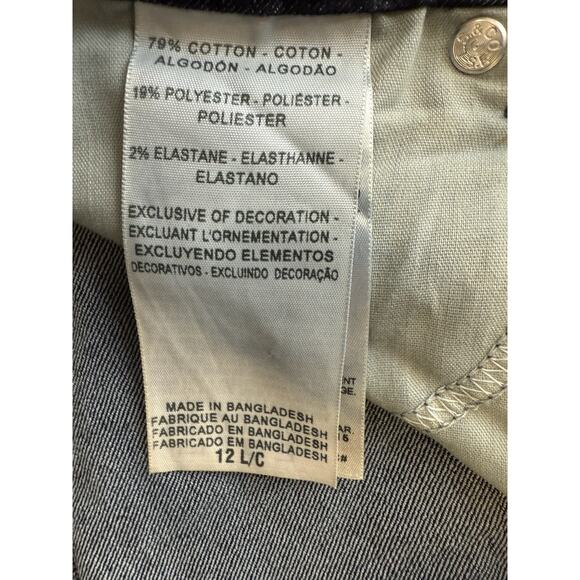 79% COTTON - COTON -
ALGODÓN - ALGODÃO
19% POLYESTER - POLIÉSTER -
POLIESTER
2% ELASTANE - ELASTHANNE -
ELASTANO
EXCLUSIVE OF DECORATION -
EXCLUANT L'ORNEMENTATION -
EXCLUYENDO ELEMENTOS
DECORATIVOS - EXCLUINDO DECORAÇÃO
MADE IN BANGLADESH
FABRIQUE AU BANGLADESH
FABRICADO EN BANGLADESH
FABRICADO EM BANGLADESH
12 L/C
& CO